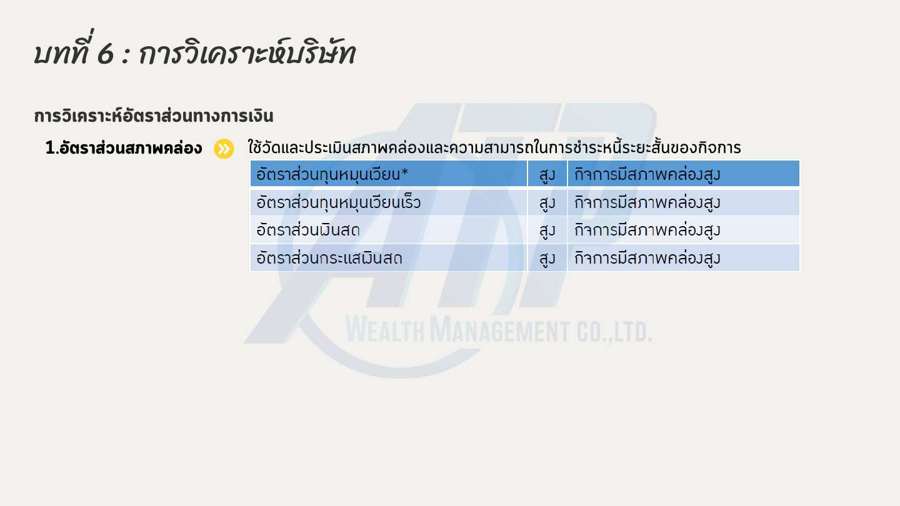 บทที่ 6 : การวิเคราะห์บริษัท
การวิเคราะห์อัตราส่วนทางการเงิน
1.อัตราส่วนสภาพคล่อง ใช้วัดและประเมินสภาพคล่องและความสามารถในการชำระหนี้ระยะสั้นของกิจการ
อัตราส่วนทุนหมุนเวียน* สูง กิจการมีสภาพคล่องสูง
อัตราส่วนทุนหมุนเวียนเร็ว สูง กิจการมีสภาพคล่องสูง
อัตราส่วนเงินสด สูง กิจการมีสภาพคล่องสูง
อัตราส่วนกระแสเงินสด สูง กิจการมีสภาพคล่องสูง
ATP
WEALTH MANAGEMENT CO.,LTD.